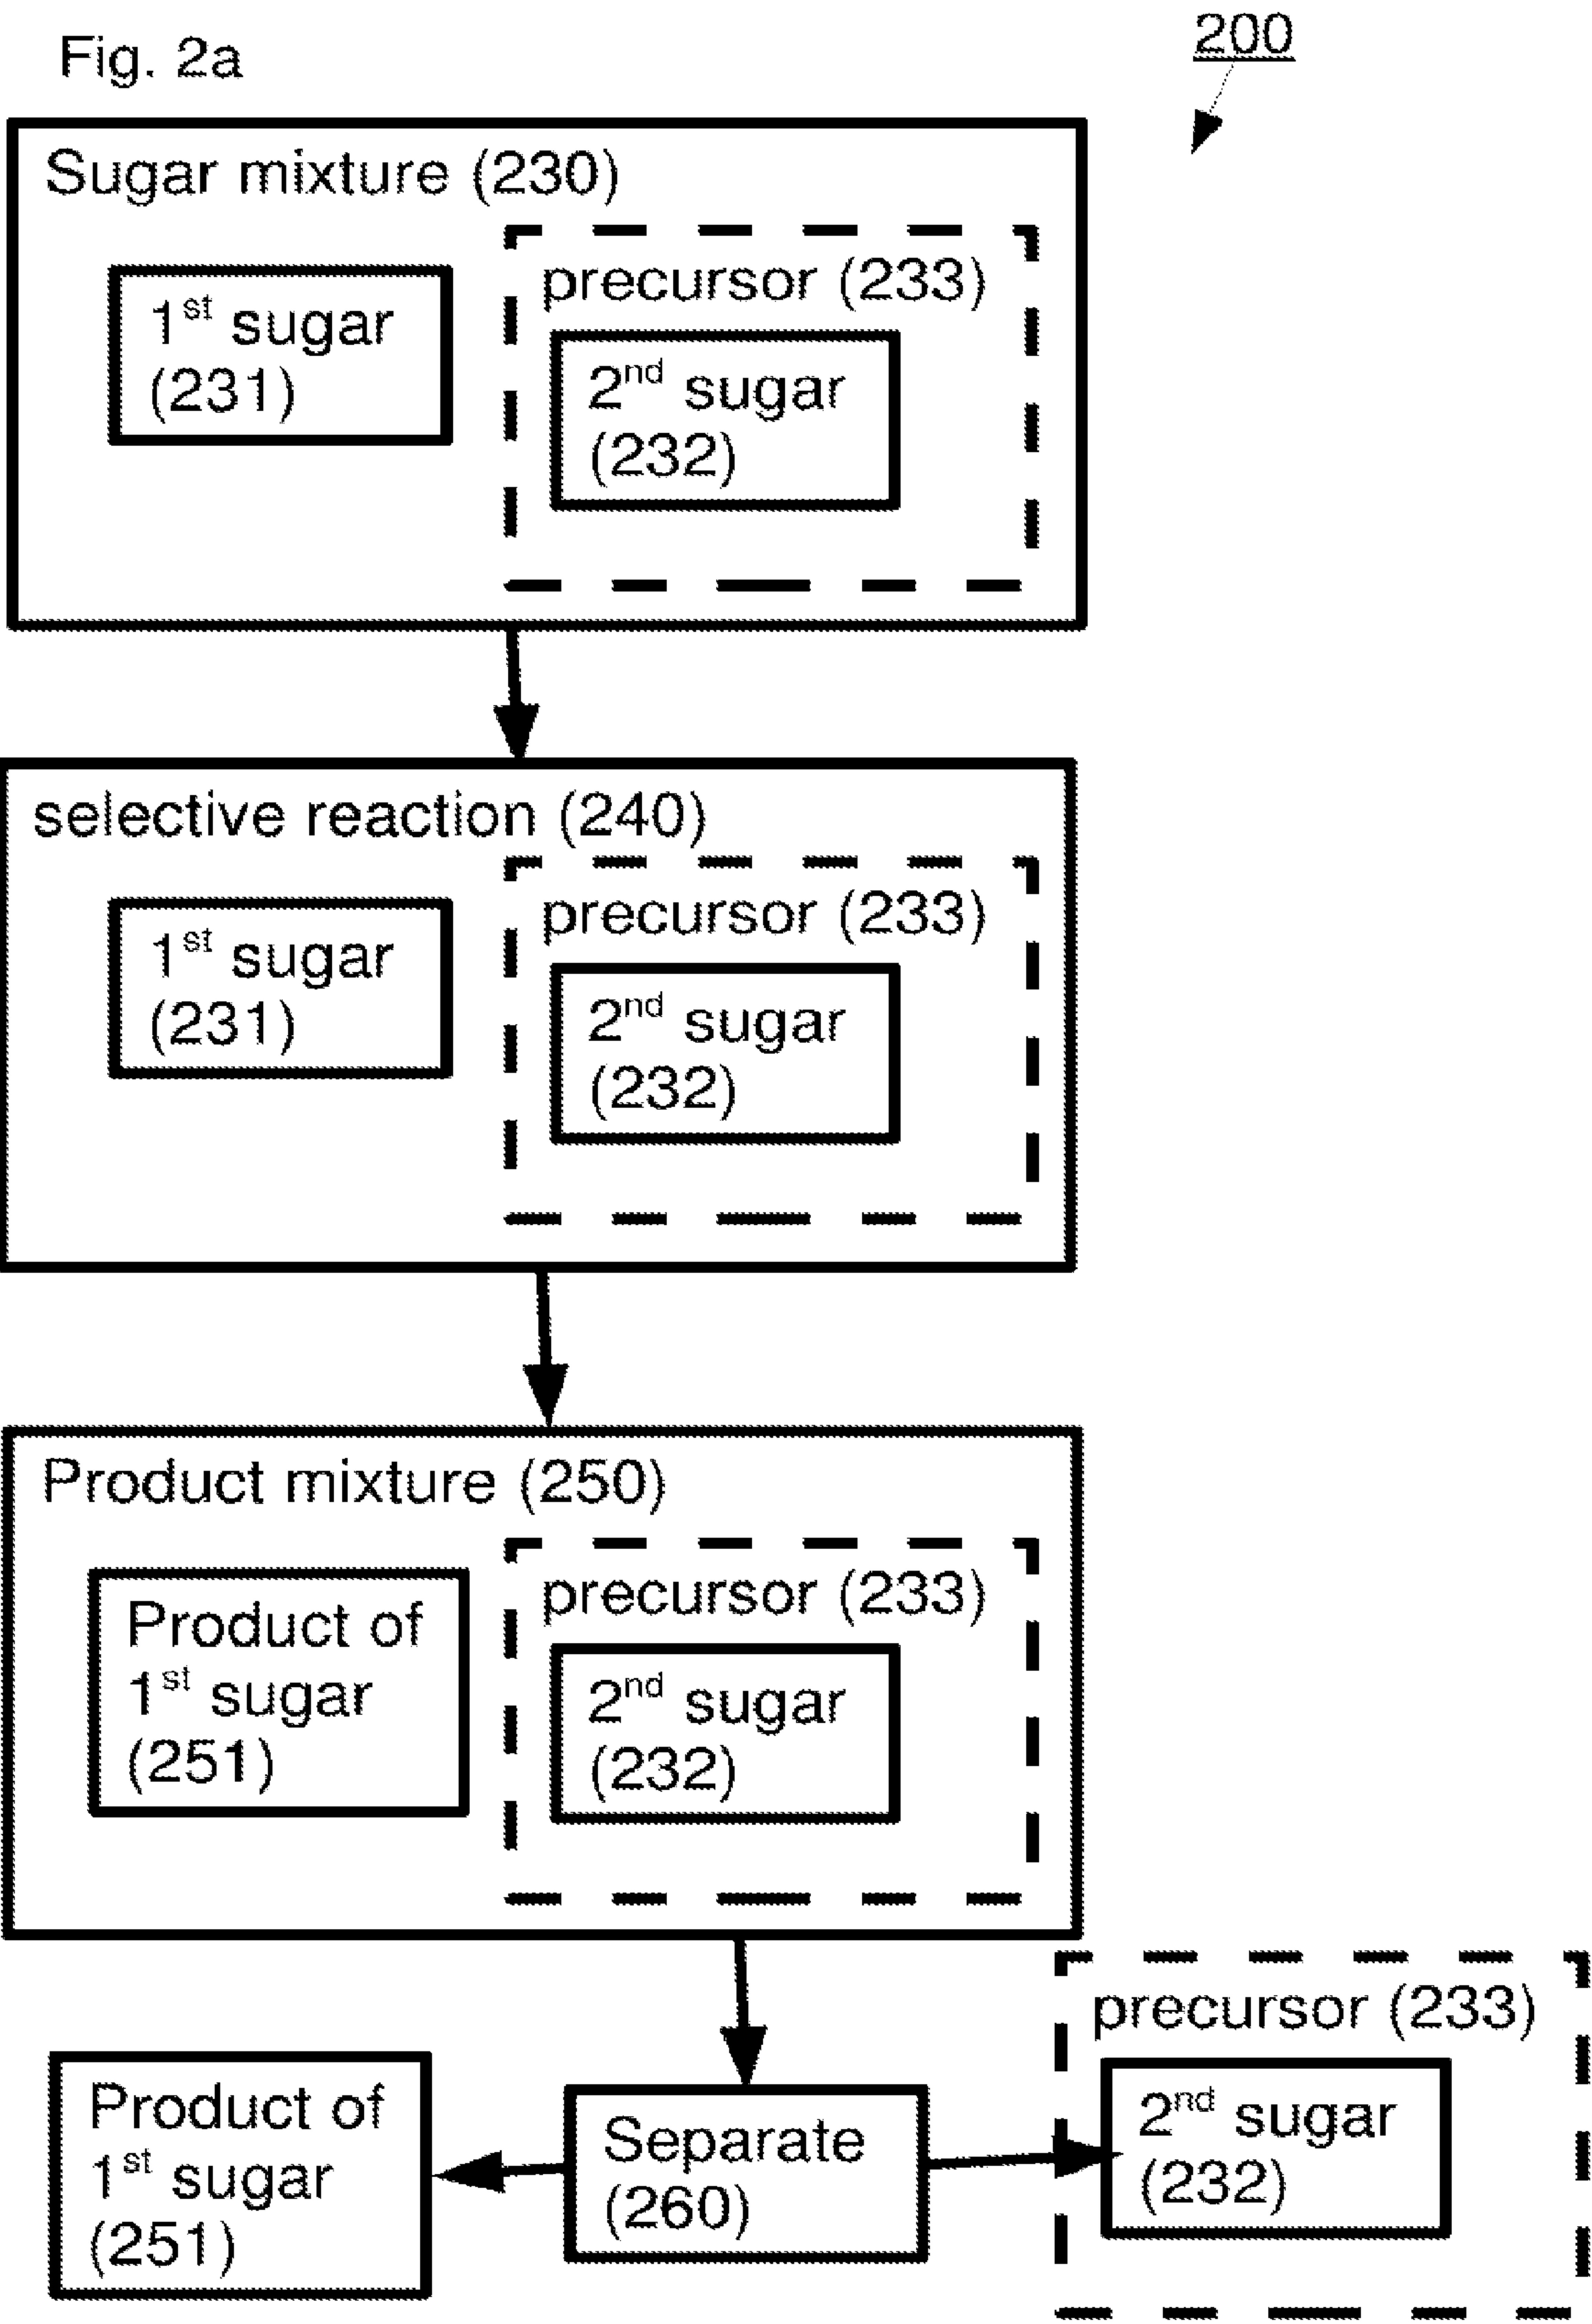 Fig. 2a
200
Sugar mixture (230)
1st sugar
(231)
precursor (233)
2nd sugar
(232)
selective reaction (240)
1st sugar
(231)
precursor (233)
2nd sugar
(232)
Product mixture (250)
Product of
1st sugar
(251)
precursor (233)
2nd sugar
(232)
Product of
1st sugar
(251)
Separate
(260)
precursor (233)
2nd sugar
(232)